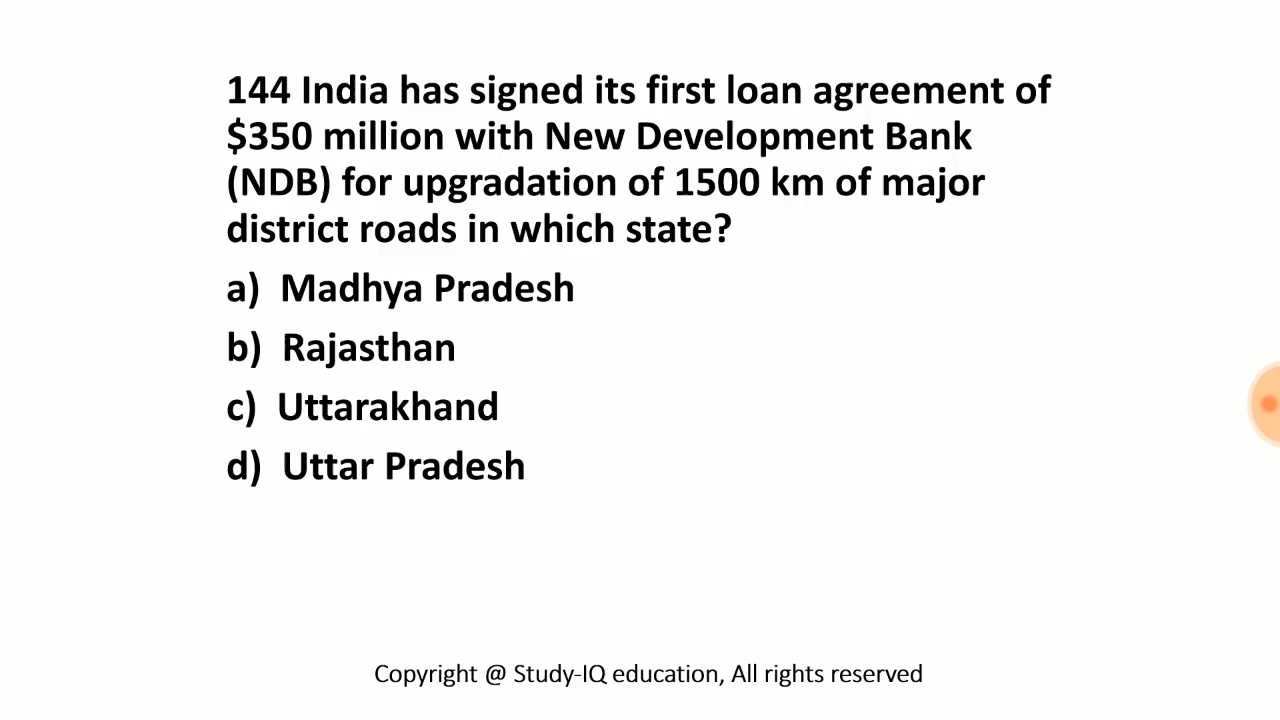 144 India has signed its first loan agreement of
$350 million with New Development Bank
(NDB) for upgradation of 1500 km of major
district roads in which state?
a) Madhya Pradesh
b) Rajasthan
c) Uttarakhand
d) Uttar Pradesh
Copyright @ Study-IQ education, All rights reserved